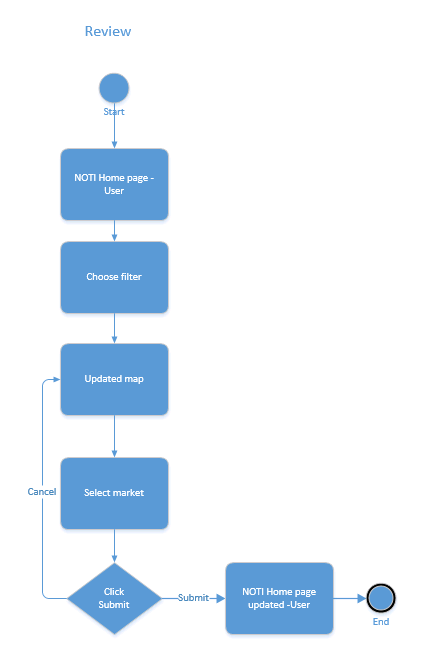 Review
Start
NOTI Home page -
User
Choose filter
Updated map
Select market
Cancel
Click
Submit
Submit
NOTI Home page
updated -User
End